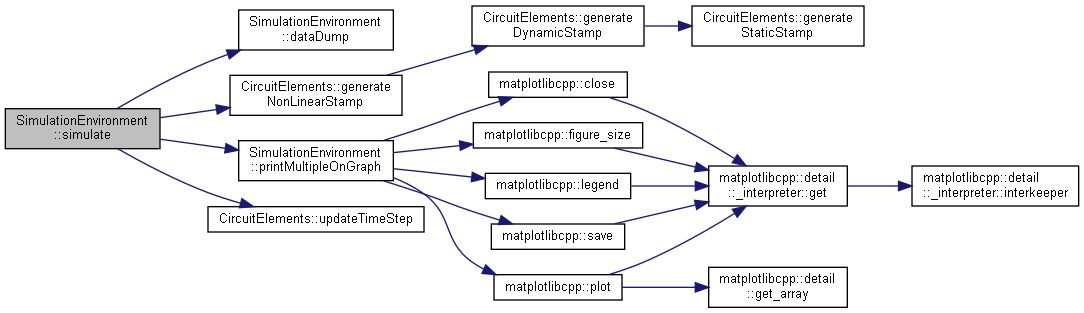 SimulationEnvironment
::simulate
SimulationEnvironment
::dataDump
CircuitElements::generate
NonLinearStamp
SimulationEnvironment
::printMultipleOnGraph
CircuitElements::updateTimeStep
CircuitElements::generate
DynamicStamp
CircuitElements::generate
StaticStamp
matplotlibcpp::close
matplotlibcpp::figure_size
matplotlibcpp::legend
matplotlibcpp::save
matplotlibcpp::plot
matplotlibcpp::detail
::_interpreter::get
matplotlibcpp::detail
::_interpreter::interkeeper
matplotlibcpp::detail
::get_array